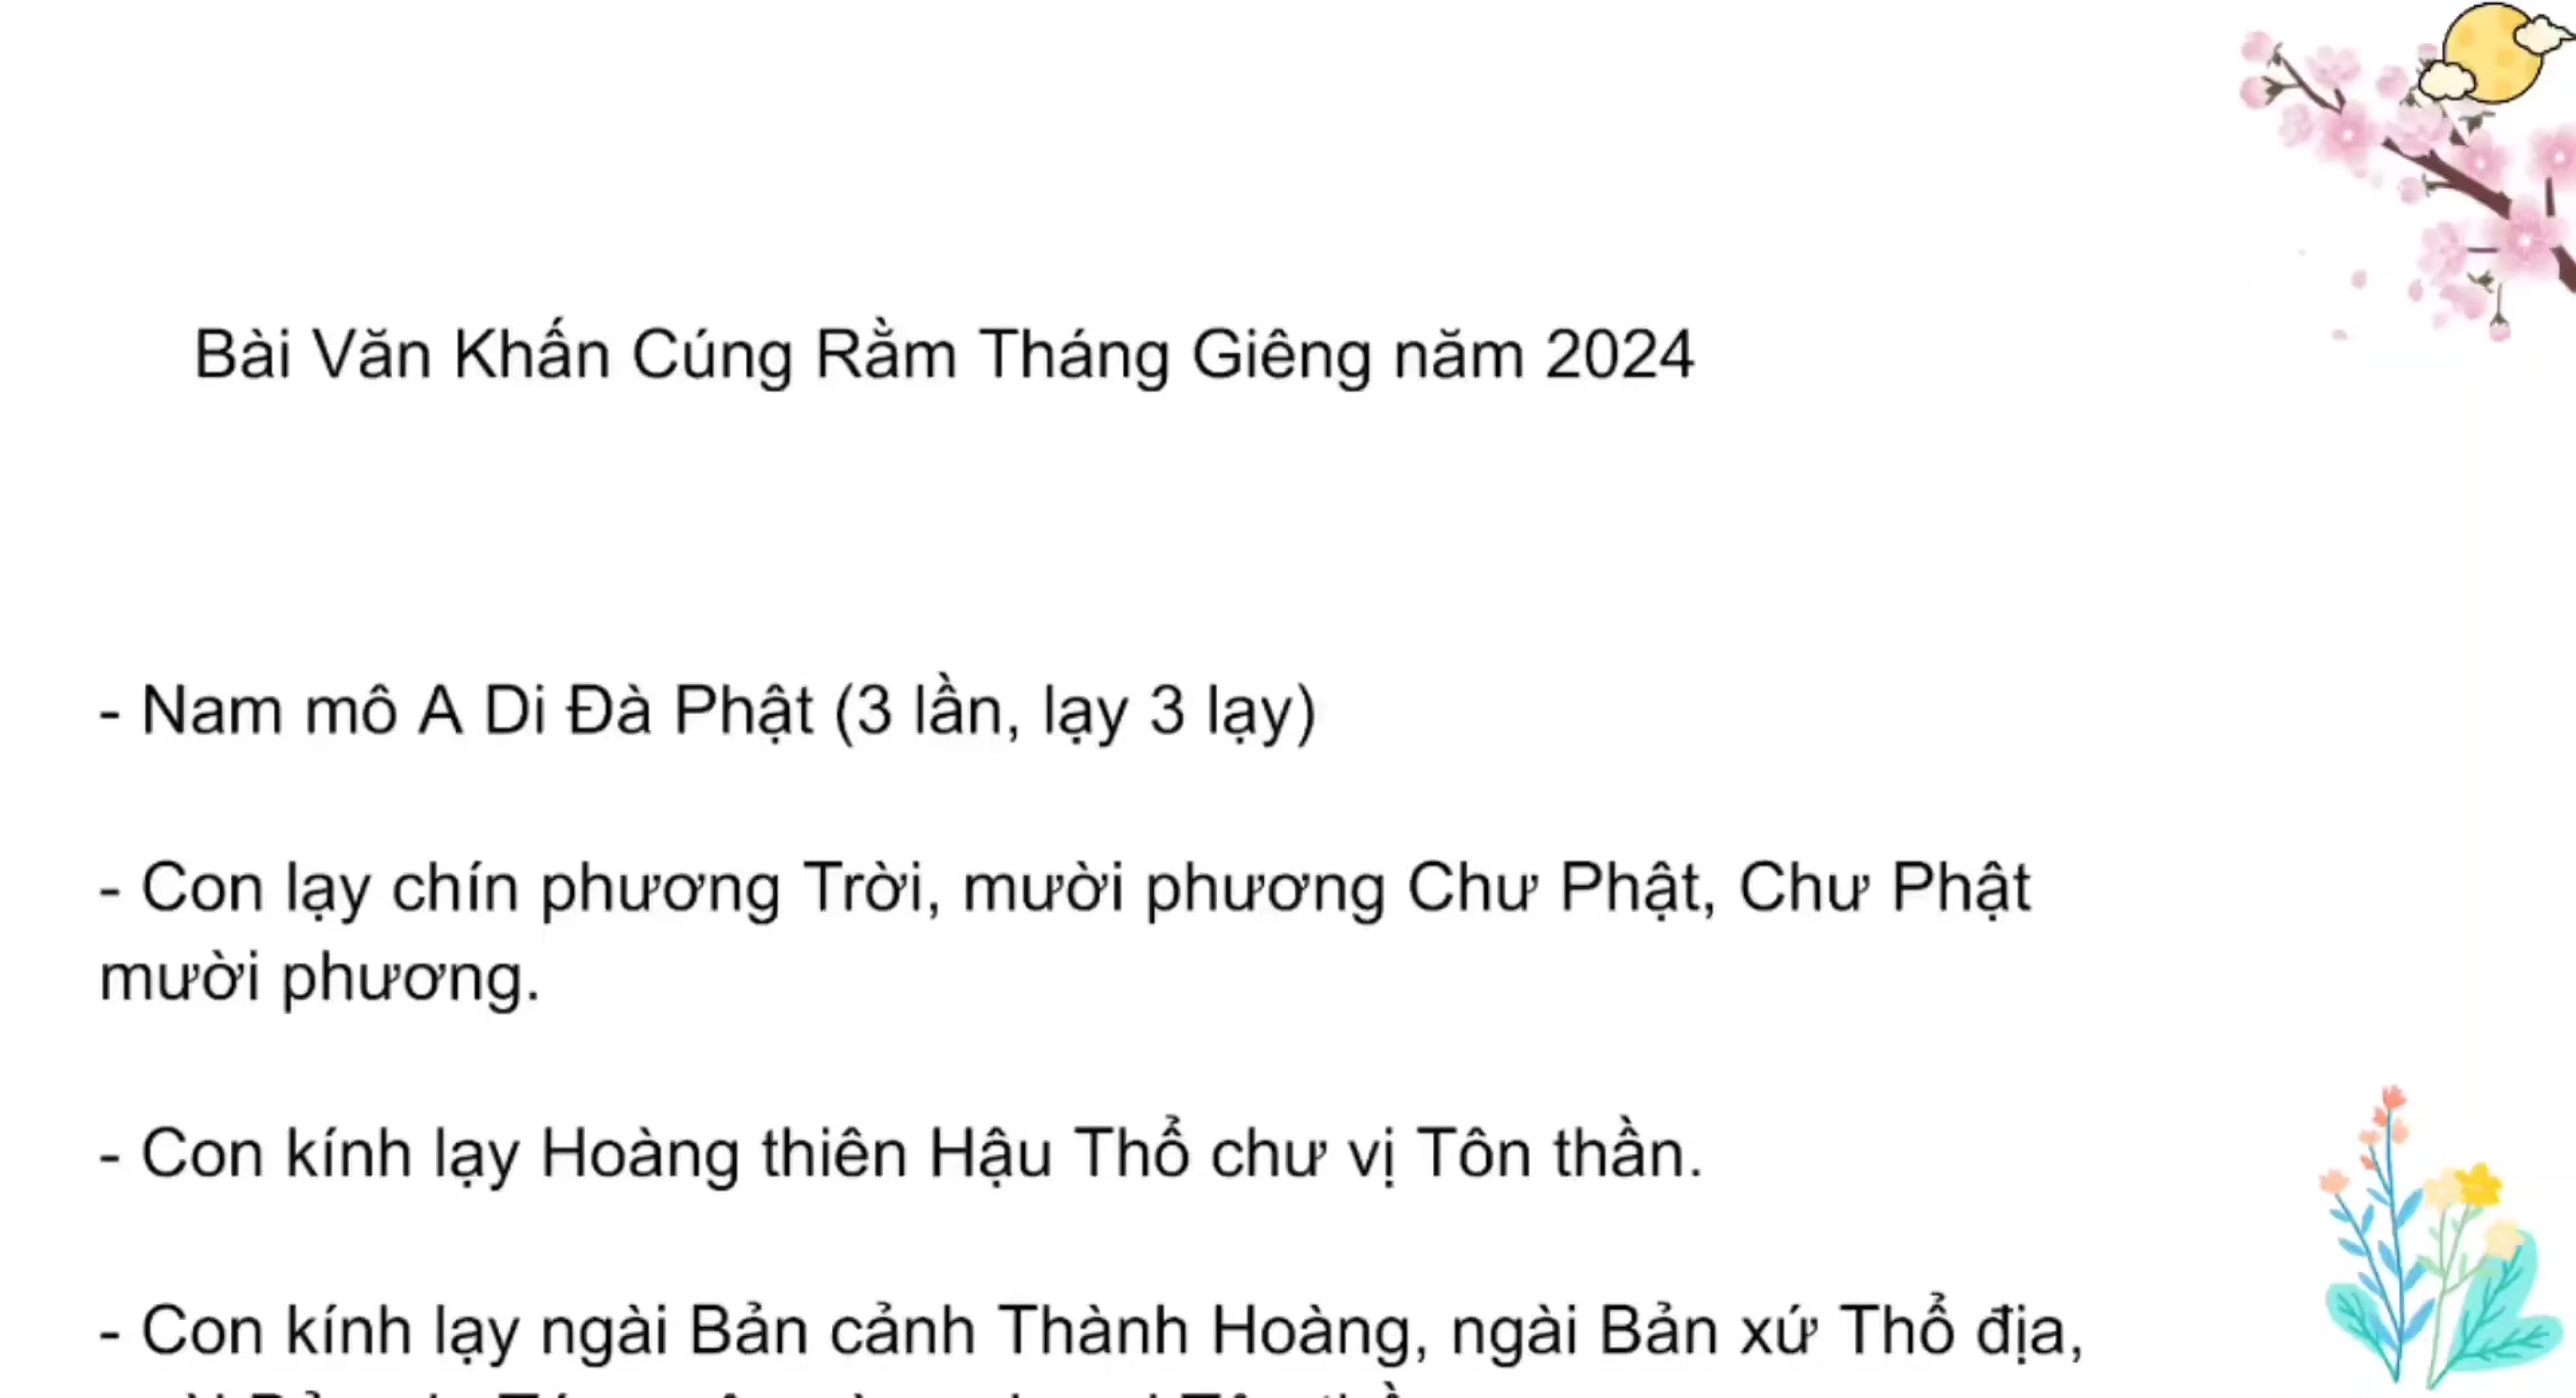 Bài Văn Khấn Cúng Rằm Tháng Giêng năm 2024
- Nam mô A Di Đà Phật (3 lần, lạy 3 lạy)
- Con lạy chín phương Trời, mười phương Chư Phật, Chư Phật
mười phương.
- Con kính lạy Hoàng thiên Hậu Thổ chư vị Tôn thần.
- Con kính lạy ngài Bản cảnh Thành Hoàng, ngài Bản xứ Thổ địa,